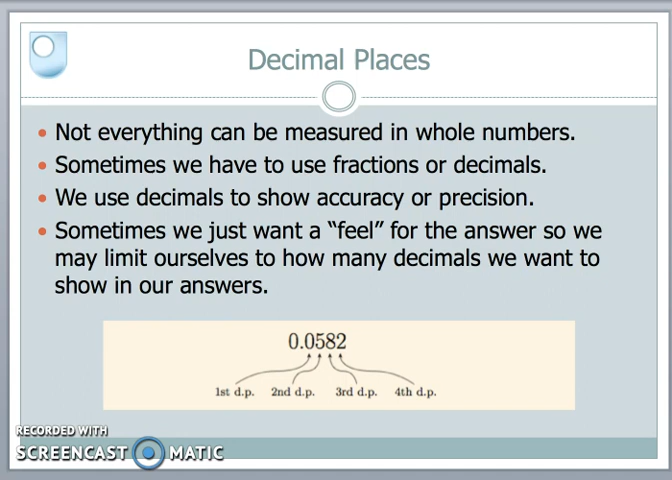 Decimal Places
Not everything can be measured in whole numbers.
Sometimes we have to use fractions or decimals.
We use decimals to show accuracy or precision.
Sometimes we just want a “feel” for the answer so we
may limit ourselves to how many decimals we want to
show in our answers.
0.0582
1st d.p. 2nd d.p. 3rd d.p. 4th d.p.
RECORDED WITH
SCREENCAST MATIC